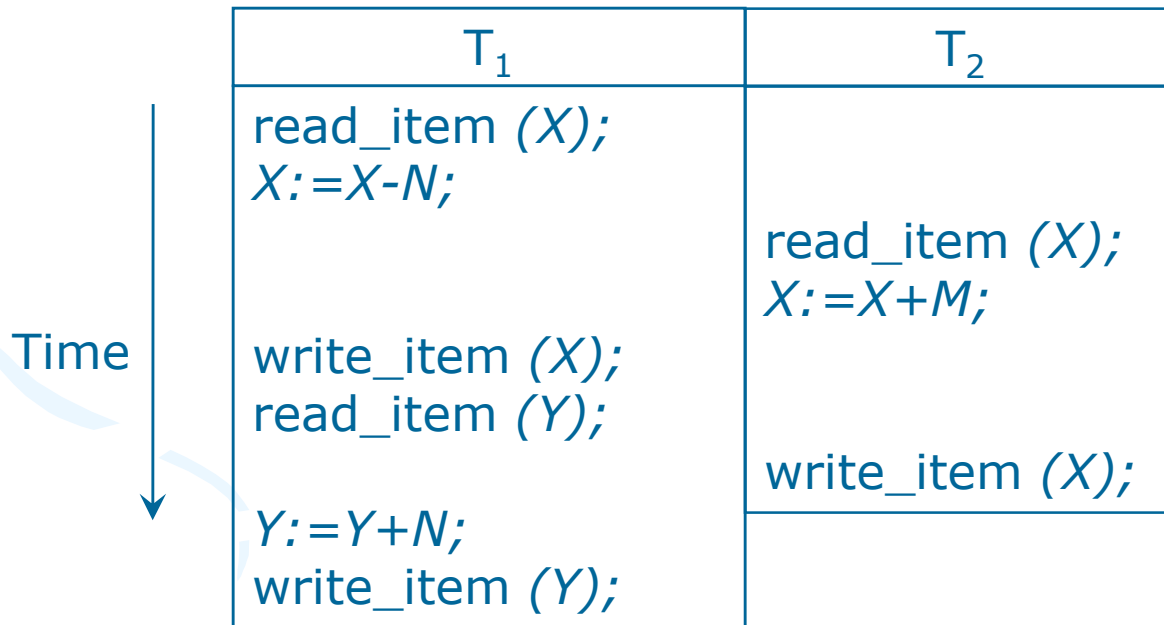 T₁ T₂
read_item (X);
X:=X-N;
read_item (X);
X:=X+M;
Time
write_item (X);
read_item (Y);
write_item (X);
Y:=Y+N;
write_item (Y);